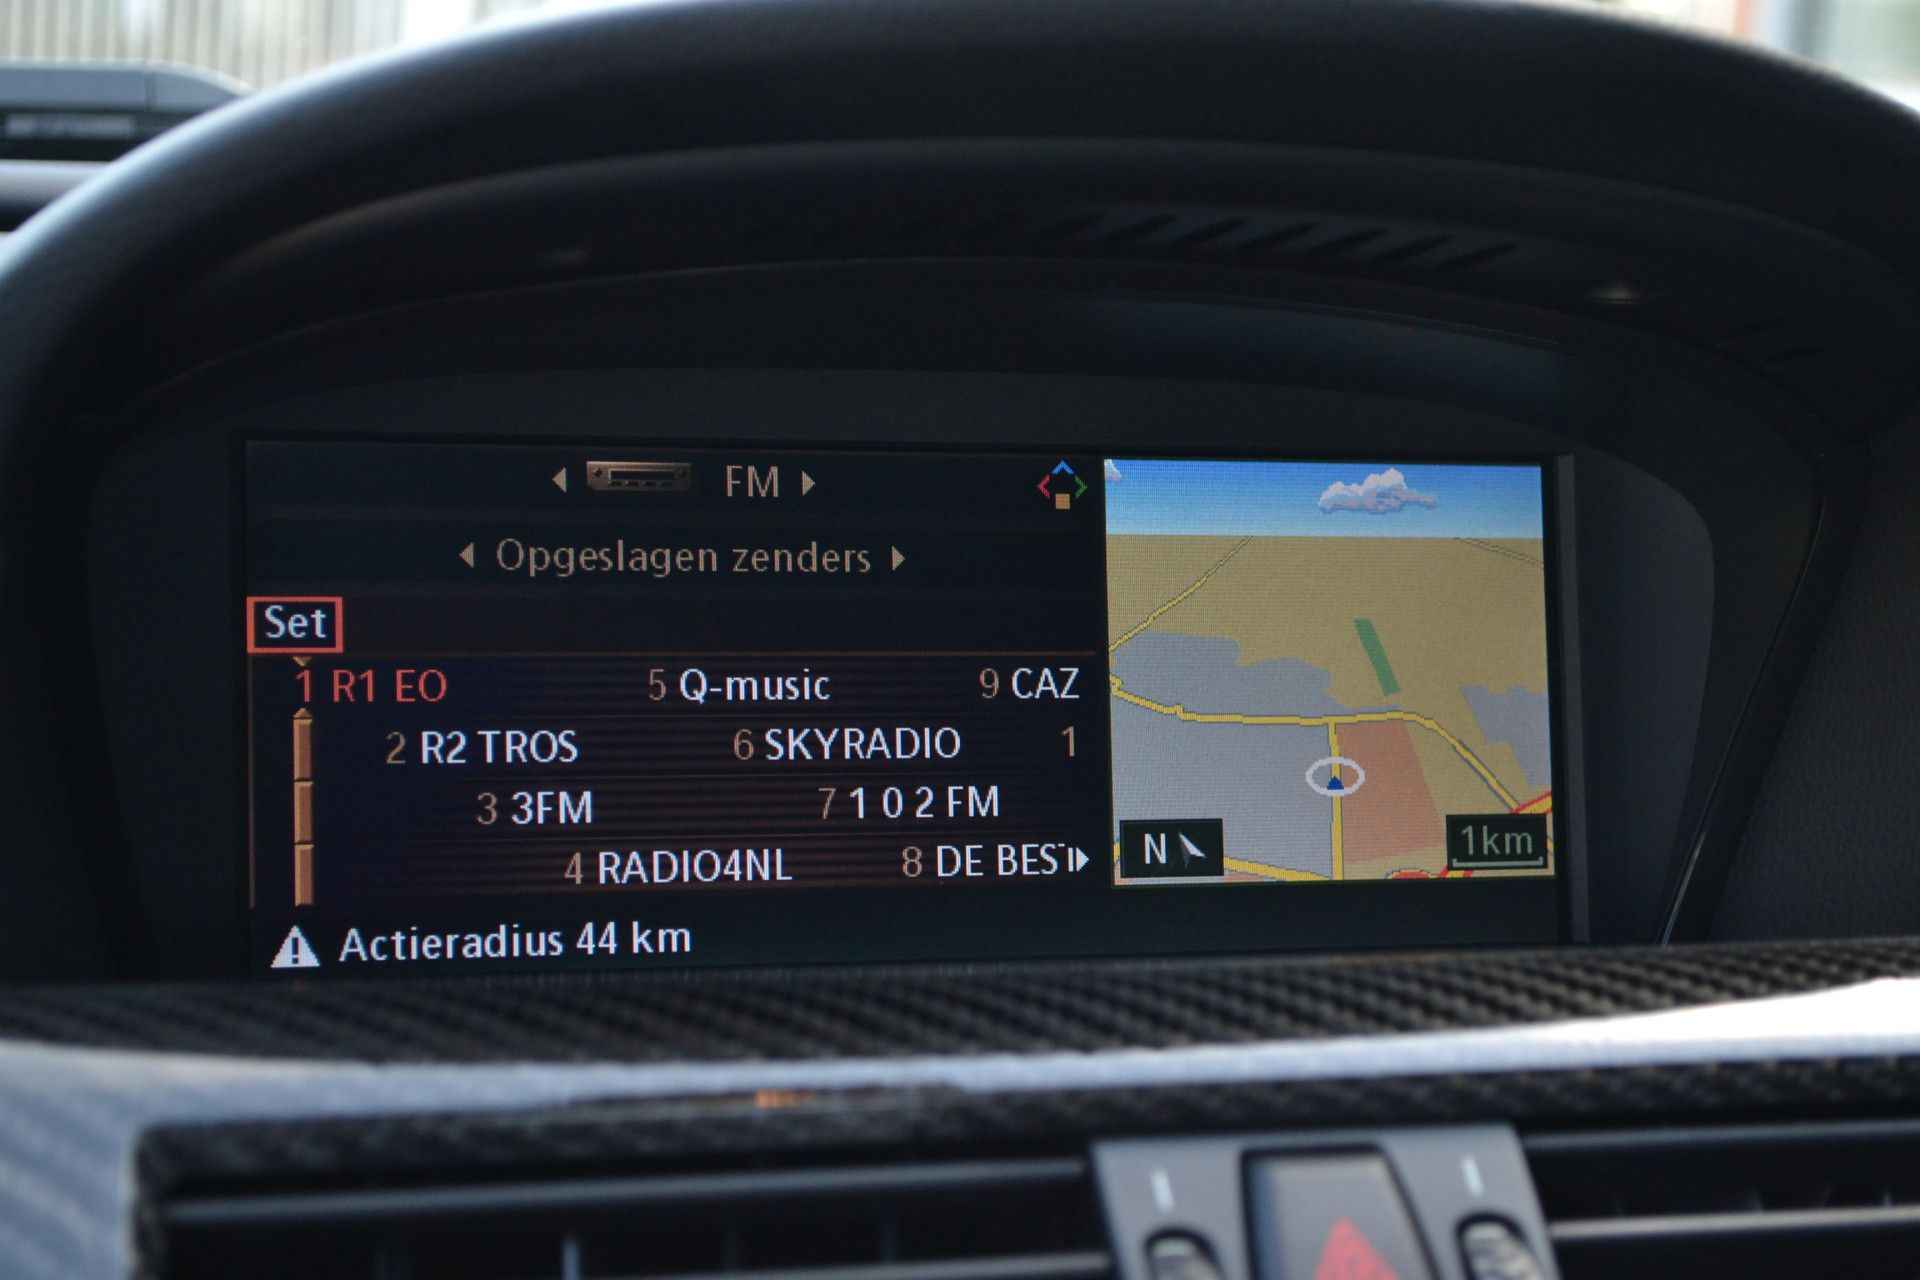 FM
Opgeslagen zenders
Set
1 R1 EO 5 Q-music 9 CAZ
2 R2 TROS 6 SKYRADIO 1
3 3FM 7 1 0 2 FM
4 RADIO4NL 8 DE BEST
Actieradius 44 km
N
1km